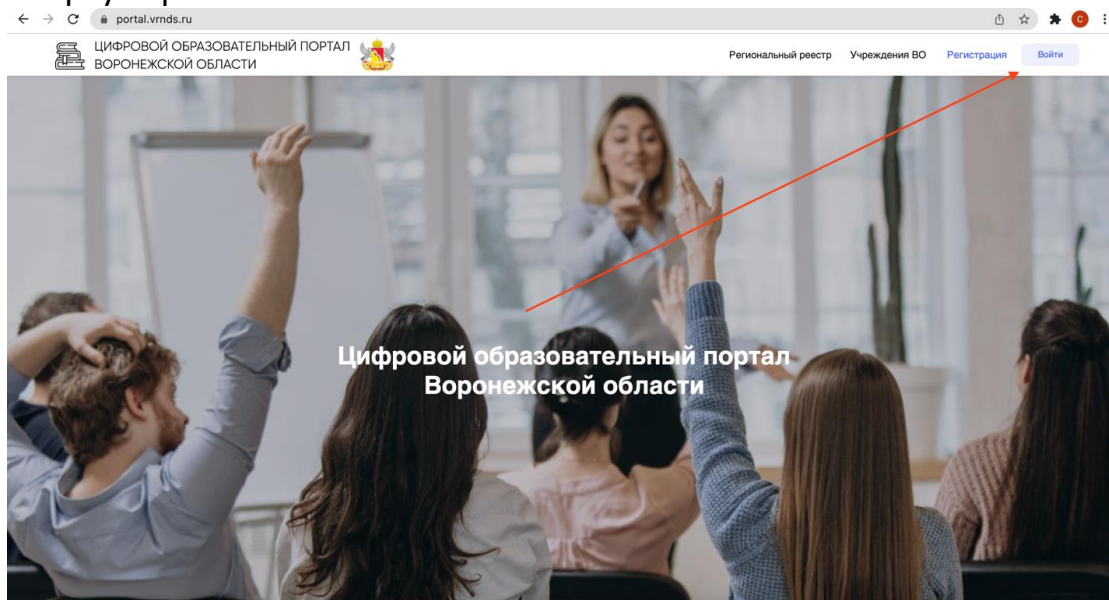 portal.vrnds.ru
ЦИФРОВОЙ ОБРАЗОВАТЕЛЬНЫЙ ПОРТАЛ
ВОРОНЕЖСКОЙ ОБЛАСТИ
Региональный реестр Учреждения ВО Регистрация Войти
Цифровой образовательный портал
Воронежской области